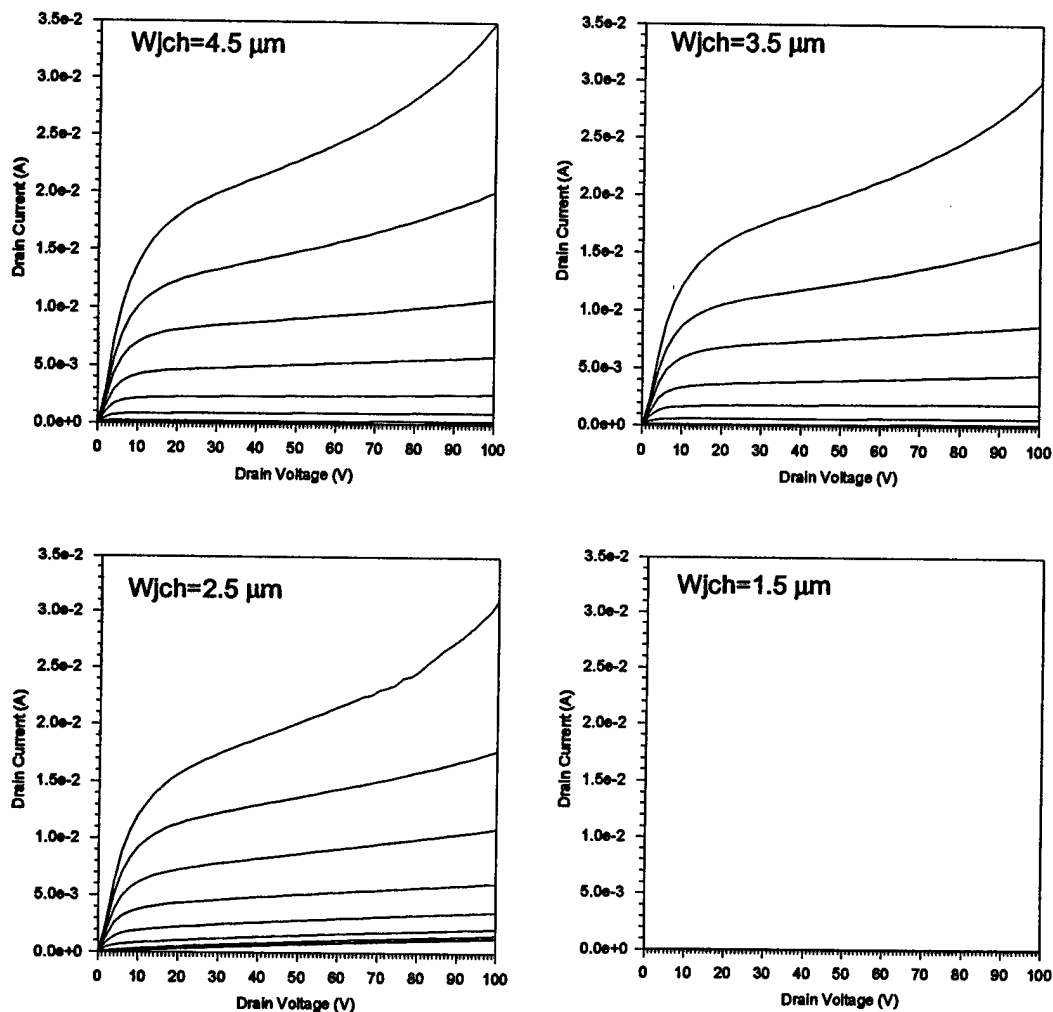 Wjch=4.5 µm
3.5e-2
3.0e-2
2.5e-2
2.0e-2
1.5e-2
1.0e-2
5.0e-3
0.0e+0
Drain Current (A)
0 10 20 30 40 50 60 70 80 90 100
Drain Voltage (V)
Wjch=3.5 µm
3.5e-2
3.0e-2
2.5e-2
2.0e-2
1.5e-2
1.0e-2
5.0e-3
0.0e+0
Drain Current (A)
0 10 20 30 40 50 60 70 80 90 100
Drain Voltage (V)
Wjch=2.5 µm
3.5e-2
3.0e-2
2.5e-2
2.0e-2
1.5e-2
1.0e-2
5.0e-3
0.0e+0
Drain Current (A)
0 10 20 30 40 50 60 70 80 90 100
Drain Voltage (V)
Wjch=1.5 µm
3.5e-2
3.0e-2
2.5e-2
2.0e-2
1.5e-2
1.0e-2
5.0e-3
0.0e+0
Drain Current (A)
0 10 20 30 40 50 60 70 80 90 100
Drain Voltage (V)